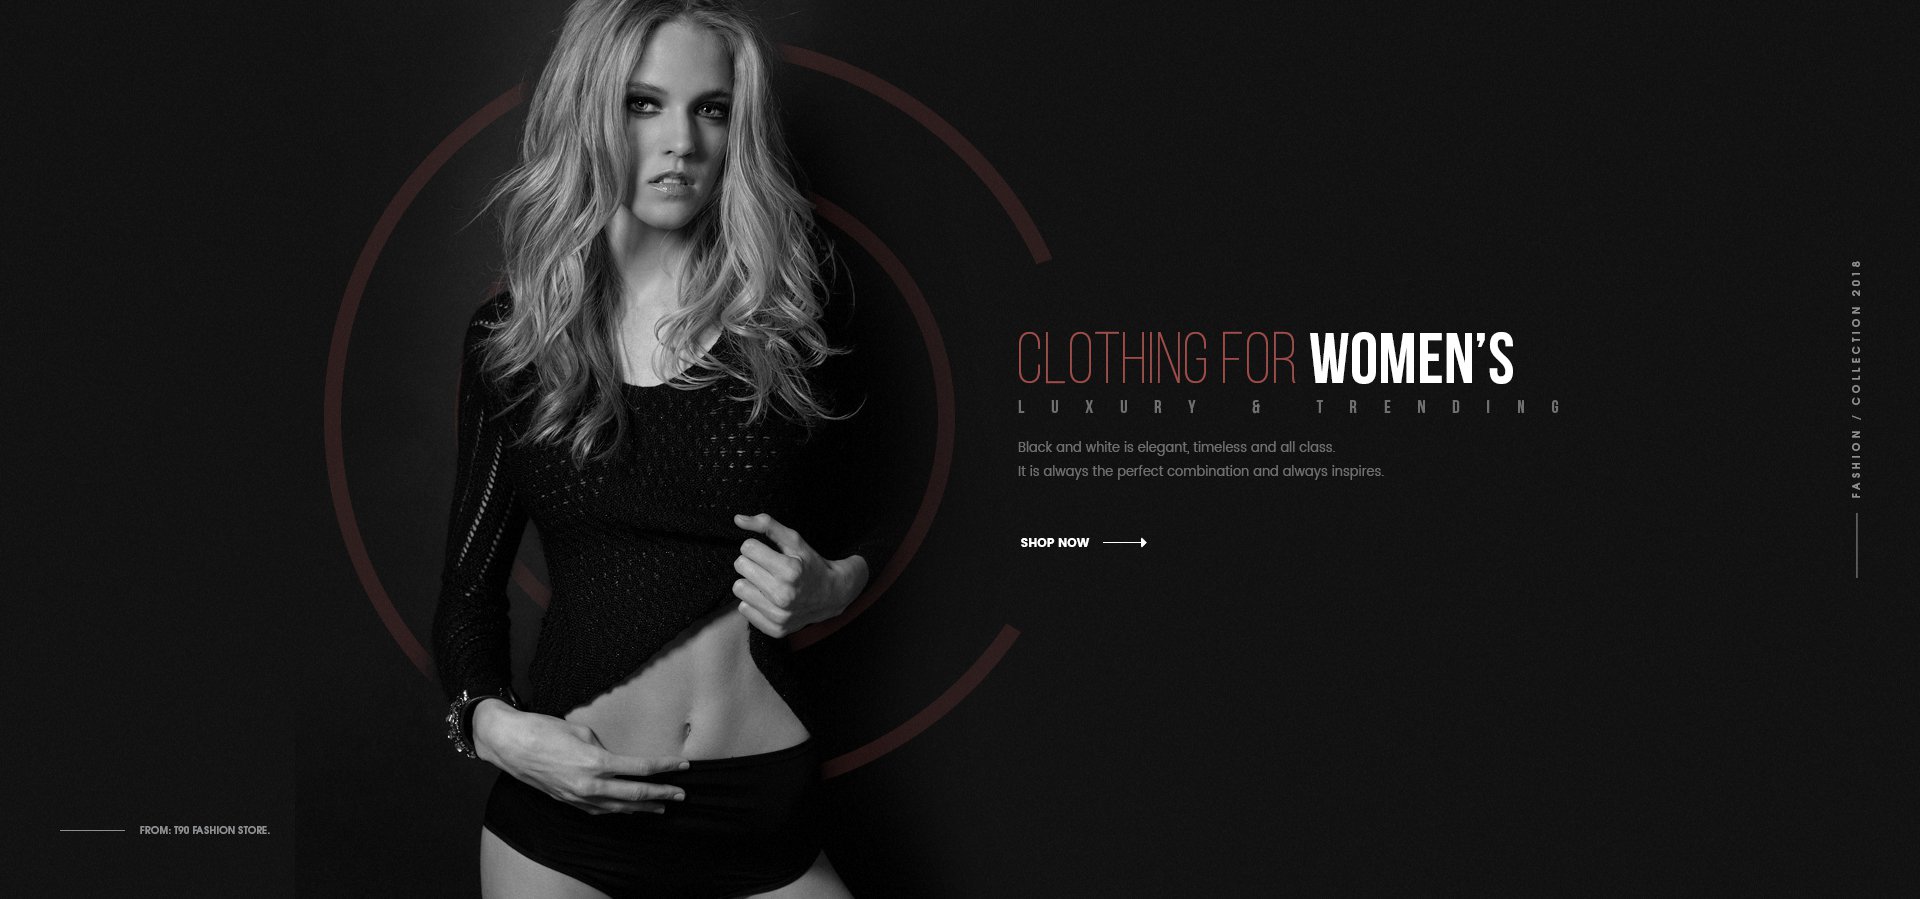 CLOTHING FOR WOMEN’S
LUXURY & TRENDING
Black and white is elegant, timeless and all class.
It is always the perfect combination and always inspires.
SHOP NOW
FASHION / COLLECTION 2018
FROM: T90 FASHION STORE.